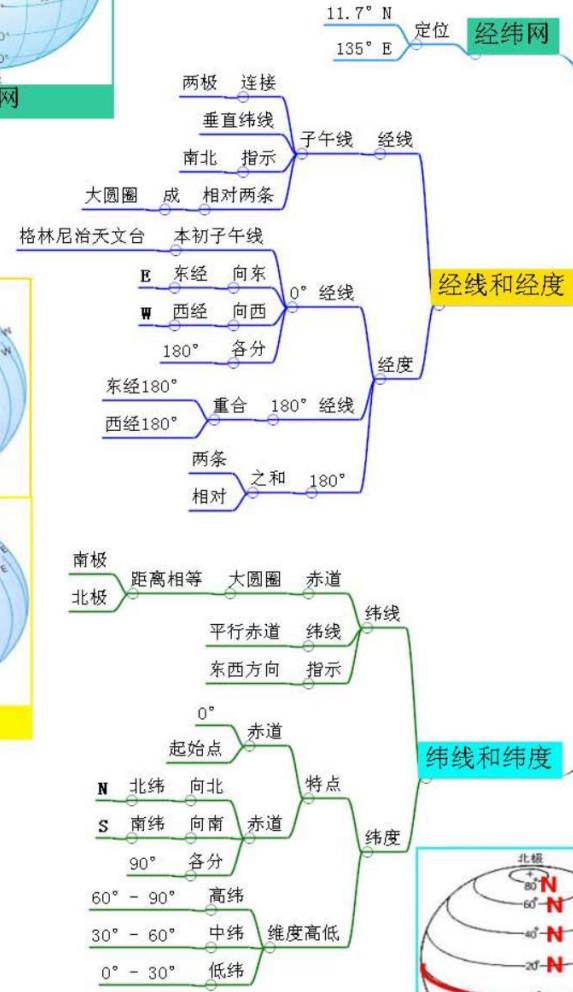 11.7° N
135° E
定位
经纬网
网
两极 连接
垂直纬线
南北 指示
大圆圈 成 相对两条
子午线 经线
格林尼治天文台 本初子午线
E 东经 向东
W 西经 向西
180° 各分
0° 经线
经线和经度
经度
东经180°
西经180°
重合 180° 经线
两条
相对
之和 180°
南极
北极
距离相等 大圆圈 赤道
平行赤道 纬线
东西方向 指示
纬线
0°
起始点
赤道
N 北纬 向北
S 南纬 向南
90° 各分
赤道
特点
纬线和纬度
纬度
60° - 90° 高纬
30° - 60° 中纬
0° - 30° 低纬
维度高低
W
W
E
E
北极
80° N
60° N
40° N
20° N